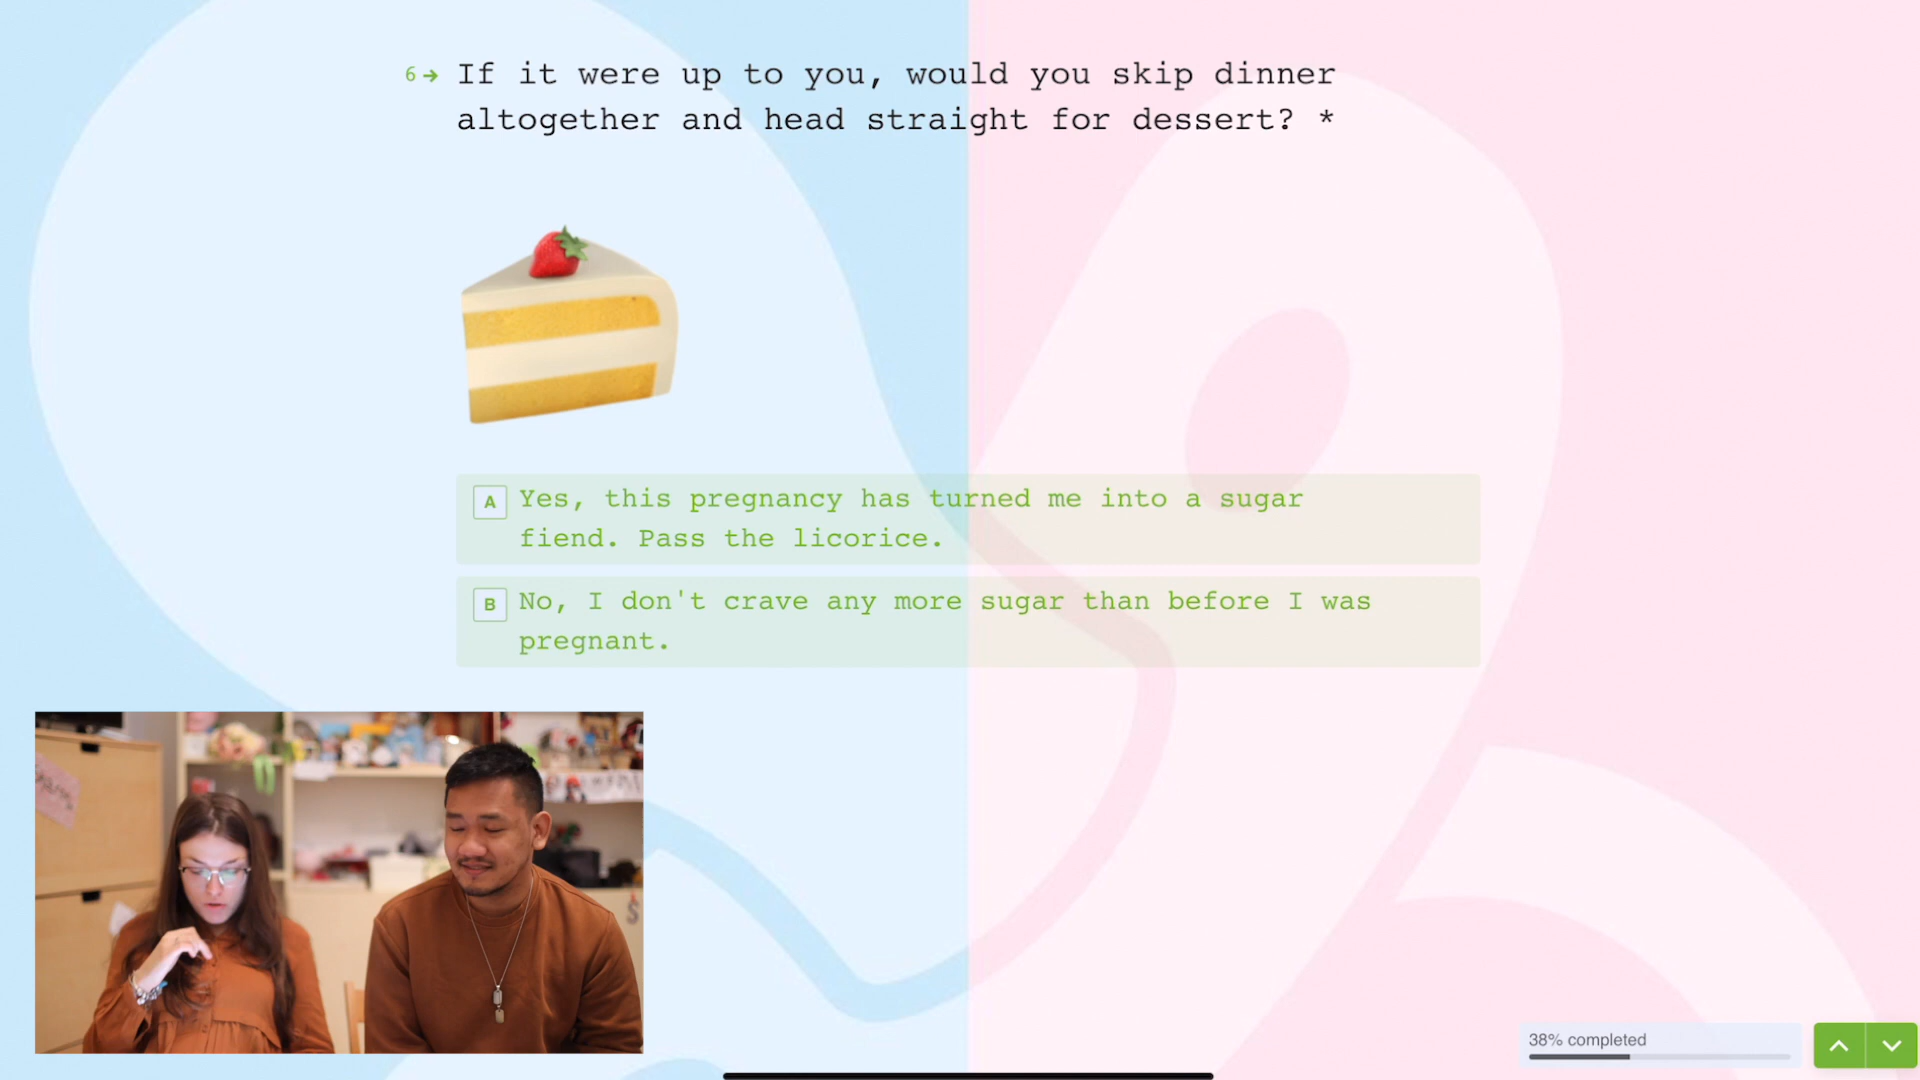 6 If it were up to you, would you skip dinner
altogether and head straight for dessert? *
A Yes, this pregnancy has turned me into a sugar
fiend. Pass the licorice.
B No, I don't crave any more sugar than before I was
pregnant.
38% completed